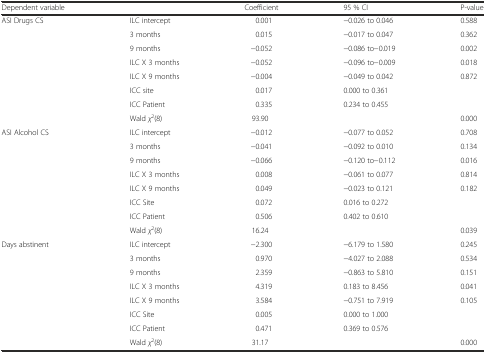 Dependent variable Coefficient 95 % CI P-value
ASI Drugs CS ILC intercept 0.001 −0.026 to 0.046 0.588
3 months 0.015 −0.017 to 0.047 0.362
9 months −0.052 −0.086 to−0.019 0.002
ILC X 3 months −0.052 −0.096 to−0.009 0.018
ILC X 9 months −0.004 −0.049 to 0.042 0.872
ICC site 0.017 0.000 to 0.361
ICC Patient 0.335 0.234 to 0.455
Wald χ²(8) 93.90 0.000
ASI Alcohol CS ILC intercept −0.012 −0.077 to 0.052 0.708
3 months −0.041 −0.092 to 0.010 0.134
9 months −0.066 −0.120 to−0.112 0.016
ILC X 3 months 0.008 −0.061 to 0.077 0.814
ILC X 9 months 0.049 −0.023 to 0.121 0.182
ICC Site 0.072 0.016 to 0.272
ICC Patient 0.506 0.402 to 0.610
Wald χ²(8) 16.24 0.039
Days abstinent ILC intercept −2.300 −6.179 to 1.580 0.245
3 months 0.970 −4.027 to 2.088 0.534
9 months 2.359 −0.863 to 5.810 0.151
ILC X 3 months 4.319 0.183 to 8.456 0.041
ILC X 9 months 3.584 −0.751 to 7.919 0.105
ICC Site 0.005 0.000 to 1.000
ICC Patient 0.471 0.369 to 0.576
Wald χ²(8) 31.17 0.000